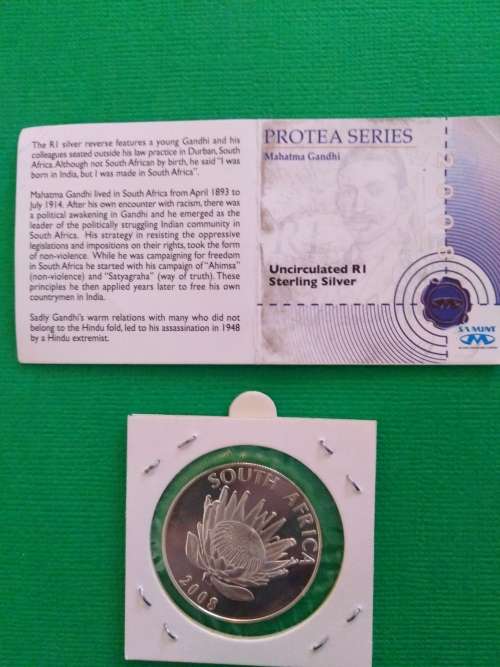 The R1 silver reverse features a young Gandhi and his
colleagues seated outside his law practice in Durban, South
Africa. Although not South African by birth, he said "I was
born in India, but I was made in South Africa".
Mahatma Gandhi lived in South Africa from April 1893 to
July 1914. After his own encounter with racism, there was
a political awakening in Gandhi and he emerged as the
leader of the politically struggling Indian community in
South Africa. His strategy in resisting the oppressive
legislations and impositions on their rights, took the form
of non-violence. While he was campaigning for freedom
in South Africa he started with his campaign of "Ahimsa"
(non-violence) and "Satyagraha" (way of truth). These
principles he then applied years later to free his own
countrymen in India.
Sadly Gandhi's warm relations with many who did not
belong to the Hindu fold, led to his assassination in 1948
by a Hindu extremist.
PROTEA SERIES
Mahatma Gandhi
2008
Uncirculated R1
Sterling Silver
SA MINT
SOUTH AFRICA
2008